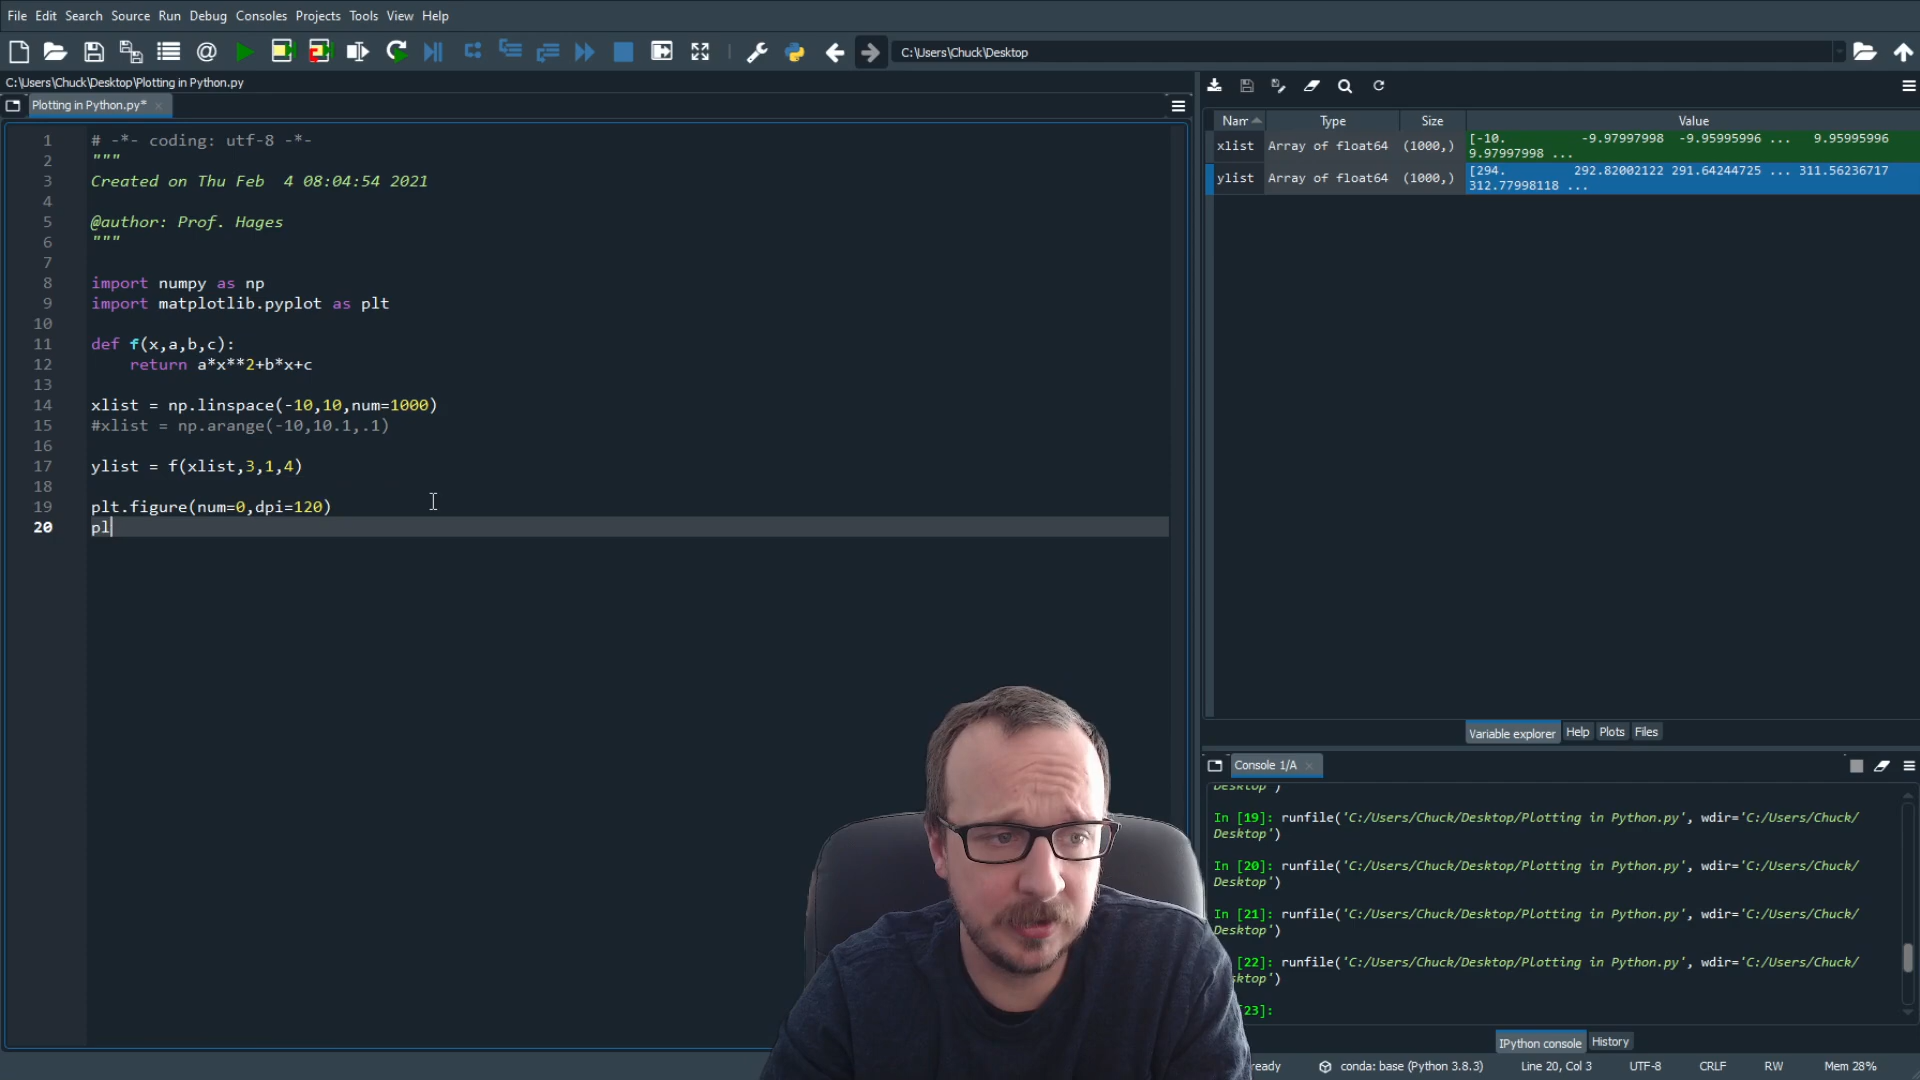 File Edit Search Source Run Debug Consoles Projects Tools View Help
C:\Users\Chuck\Desktop
C:\Users\Chuck\Desktop\Plotting in Python.py
Plotting in Python.py*
1 # -*- coding: utf-8 -*-
2 """
3 Created on Thu Feb  4 08:04:54 2021
4
5 @author: Prof. Hages
6 """
7
8 import numpy as np
9 import matplotlib.pyplot as plt
10
11 def f(x,a,b,c):
12     return a*x**2+b*x+c
13
14 xlist = np.linspace(-10,10,num=1000)
15 #xlist = np.arange(-10,10.1,.1)
16
17 ylist = f(xlist,3,1,4)
18
19 plt.figure(num=0,dpi=120)
20 pl
Nam Type Size Value
xlist Array of float64 (1000,) [-10. -9.97997998 -9.95995996 ... 9.95995996
9.97997998 ...
ylist Array of float64 (1000,) [294. 292.82002122 291.64244725 ... 311.56236717
312.77998118 ...
Variable explorer Help Plots Files
Console 1/A
Desktop')
In [19]: runfile('C:/Users/Chuck/Desktop/Plotting in Python.py', wdir='C:/Users/Chuck/
Desktop')
In [20]: runfile('C:/Users/Chuck/Desktop/Plotting in Python.py', wdir='C:/Users/Chuck/
Desktop')
In [21]: runfile('C:/Users/Chuck/Desktop/Plotting in Python.py', wdir='C:/Users/Chuck/
Desktop')
[22]: runfile('C:/Users/Chuck/Desktop/Plotting in Python.py', wdir='C:/Users/Chuck/
sktop')
[23]:
IPython console History
ready conda: base (Python 3.8.3) Line 20, Col 3 UTF-8 CRLF RW Mem 28%